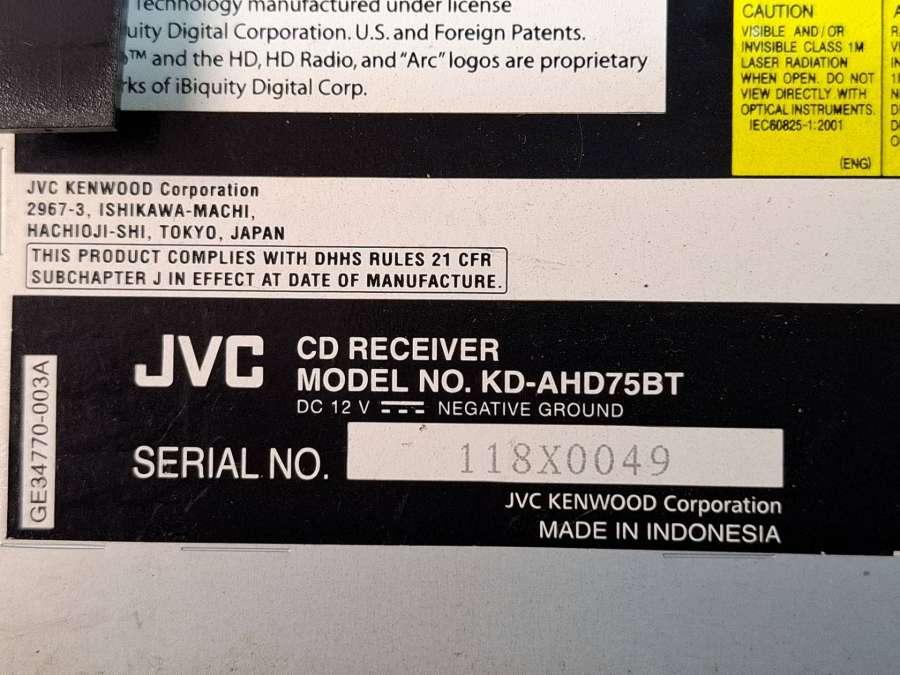 Technology manufactured under license
Digital Corporation. U.S. and Foreign Patents.
™ and the HD, HD Radio, and “Arc” logos are proprietary
of iBiquity Digital Corp.
CAUTION
VISIBLE AND/OR
INVISIBLE CLASS 1M
LASER RADIATION
WHEN OPEN. DO NOT
VIEW DIRECTLY WITH
OPTICAL INSTRUMENTS.
IEC60825-1:2001
(ENG)
JVC KENWOOD Corporation
2967-3, ISHIKAWA-MACHI,
HACHIOJI-SHI, TOKYO, JAPAN
THIS PRODUCT COMPLIES WITH DHHS RULES 21 CFR
SUBCHAPTER J IN EFFECT AT DATE OF MANUFACTURE.
GE34770-003A
JVC
CD RECEIVER
MODEL NO. KD-AHD75BT
DC 12 V ⎓ NEGATIVE GROUND
SERIAL NO. 118X0049
JVC KENWOOD Corporation
MADE IN INDONESIA